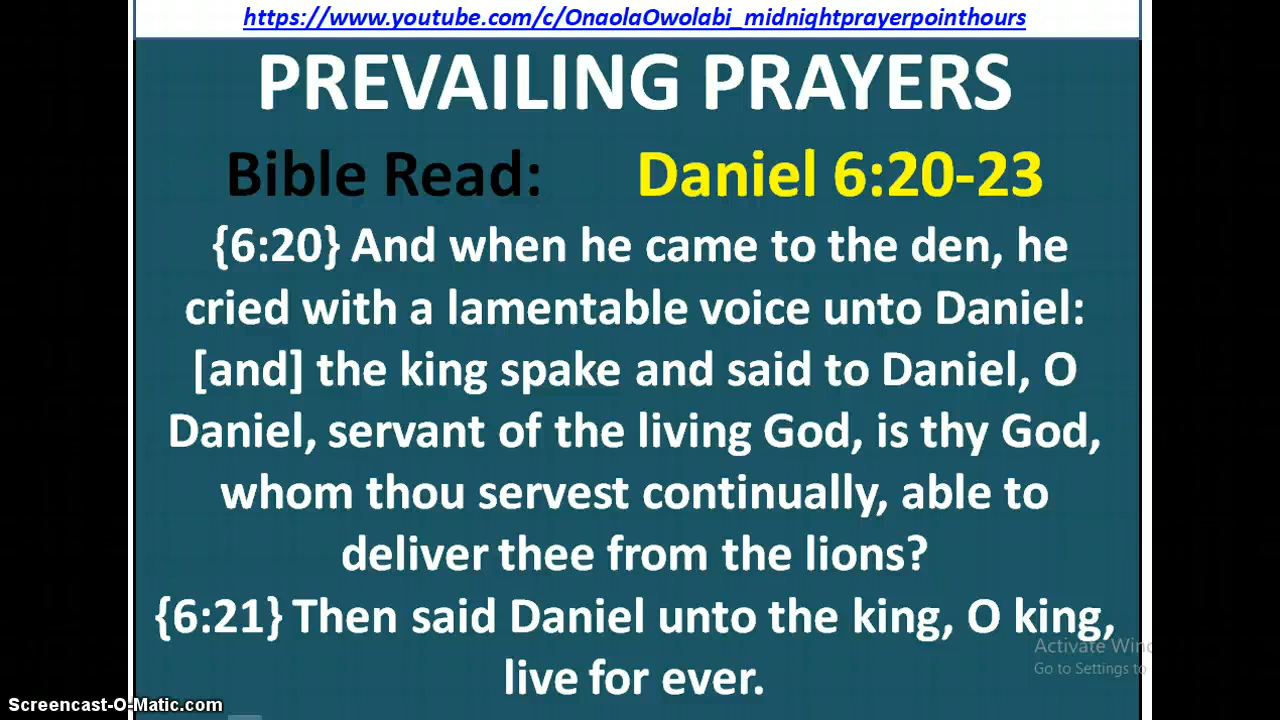 https://www.youtube.com/c/OnaolaOwolabi_midnightprayerpointhours
PREVAILING PRAYERS
Bible Read: Daniel 6:20-23
{6:20} And when he came to the den, he
cried with a lamentable voice unto Daniel:
[and] the king spake and said to Daniel, O
Daniel, servant of the living God, is thy God,
whom thou servest continually, able to
deliver thee from the lions?
{6:21} Then said Daniel unto the king, O king,
live for ever.
Activate Wind
Go to Settings to
Screencast-O-Matic.com